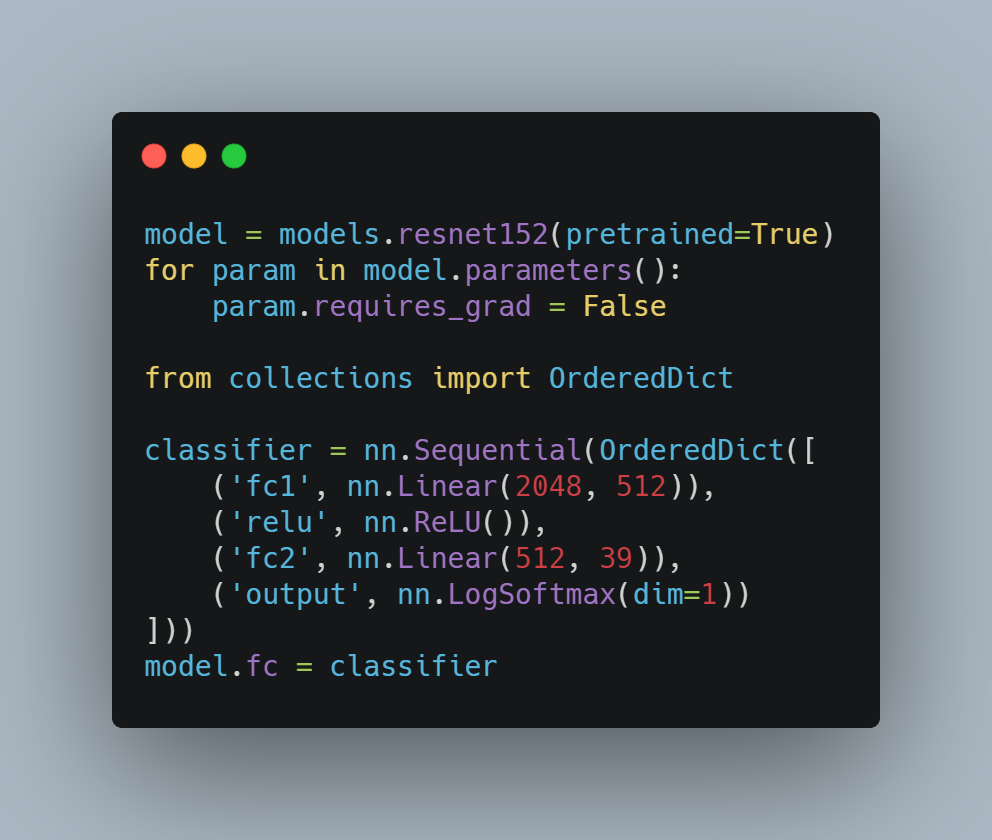 model = models.resnet152(pretrained=True)
for param in model.parameters():
    param.requires_grad = False

from collections import OrderedDict

classifier = nn.Sequential(OrderedDict([
    ('fc1', nn.Linear(2048, 512)),
    ('relu', nn.ReLU()),
    ('fc2', nn.Linear(512, 39)),
    ('output', nn.LogSoftmax(dim=1))
]))
model.fc = classifier